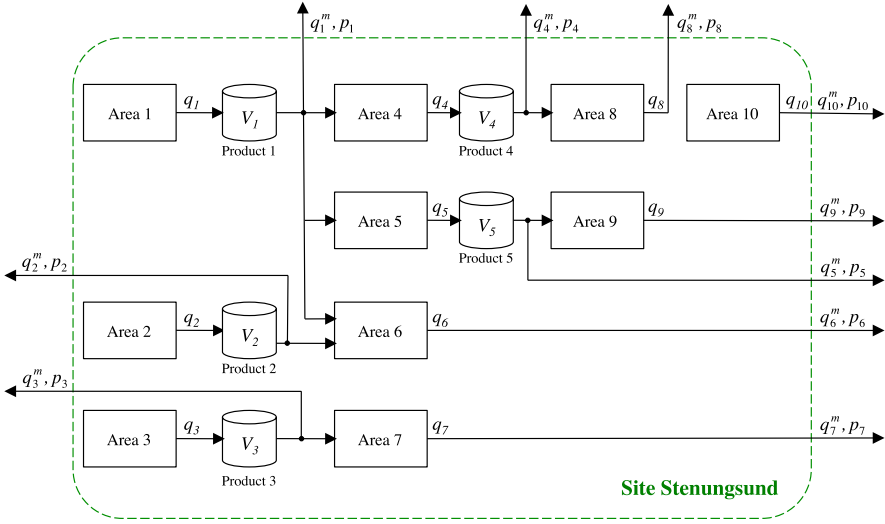 q₁ᵐ, p₁
q₄ᵐ, p₄
q₈ᵐ, p₈
Area 1
q₁
V₁
Product 1
Area 4
q₄
V₄
Product 4
Area 8
q₈
Area 10
q₁₀
q₁₀ᵐ, p₁₀
Area 5
q₅
V₅
Product 5
Area 9
q₉
q₉ᵐ, p₉
q₅ᵐ, p₅
q₂ᵐ, p₂
Area 2
q₂
V₂
Product 2
Area 6
q₆
q₆ᵐ, p₆
q₃ᵐ, p₃
Area 3
q₃
V₃
Product 3
Area 7
q₇
q₇ᵐ, p₇
Site Stenungsund